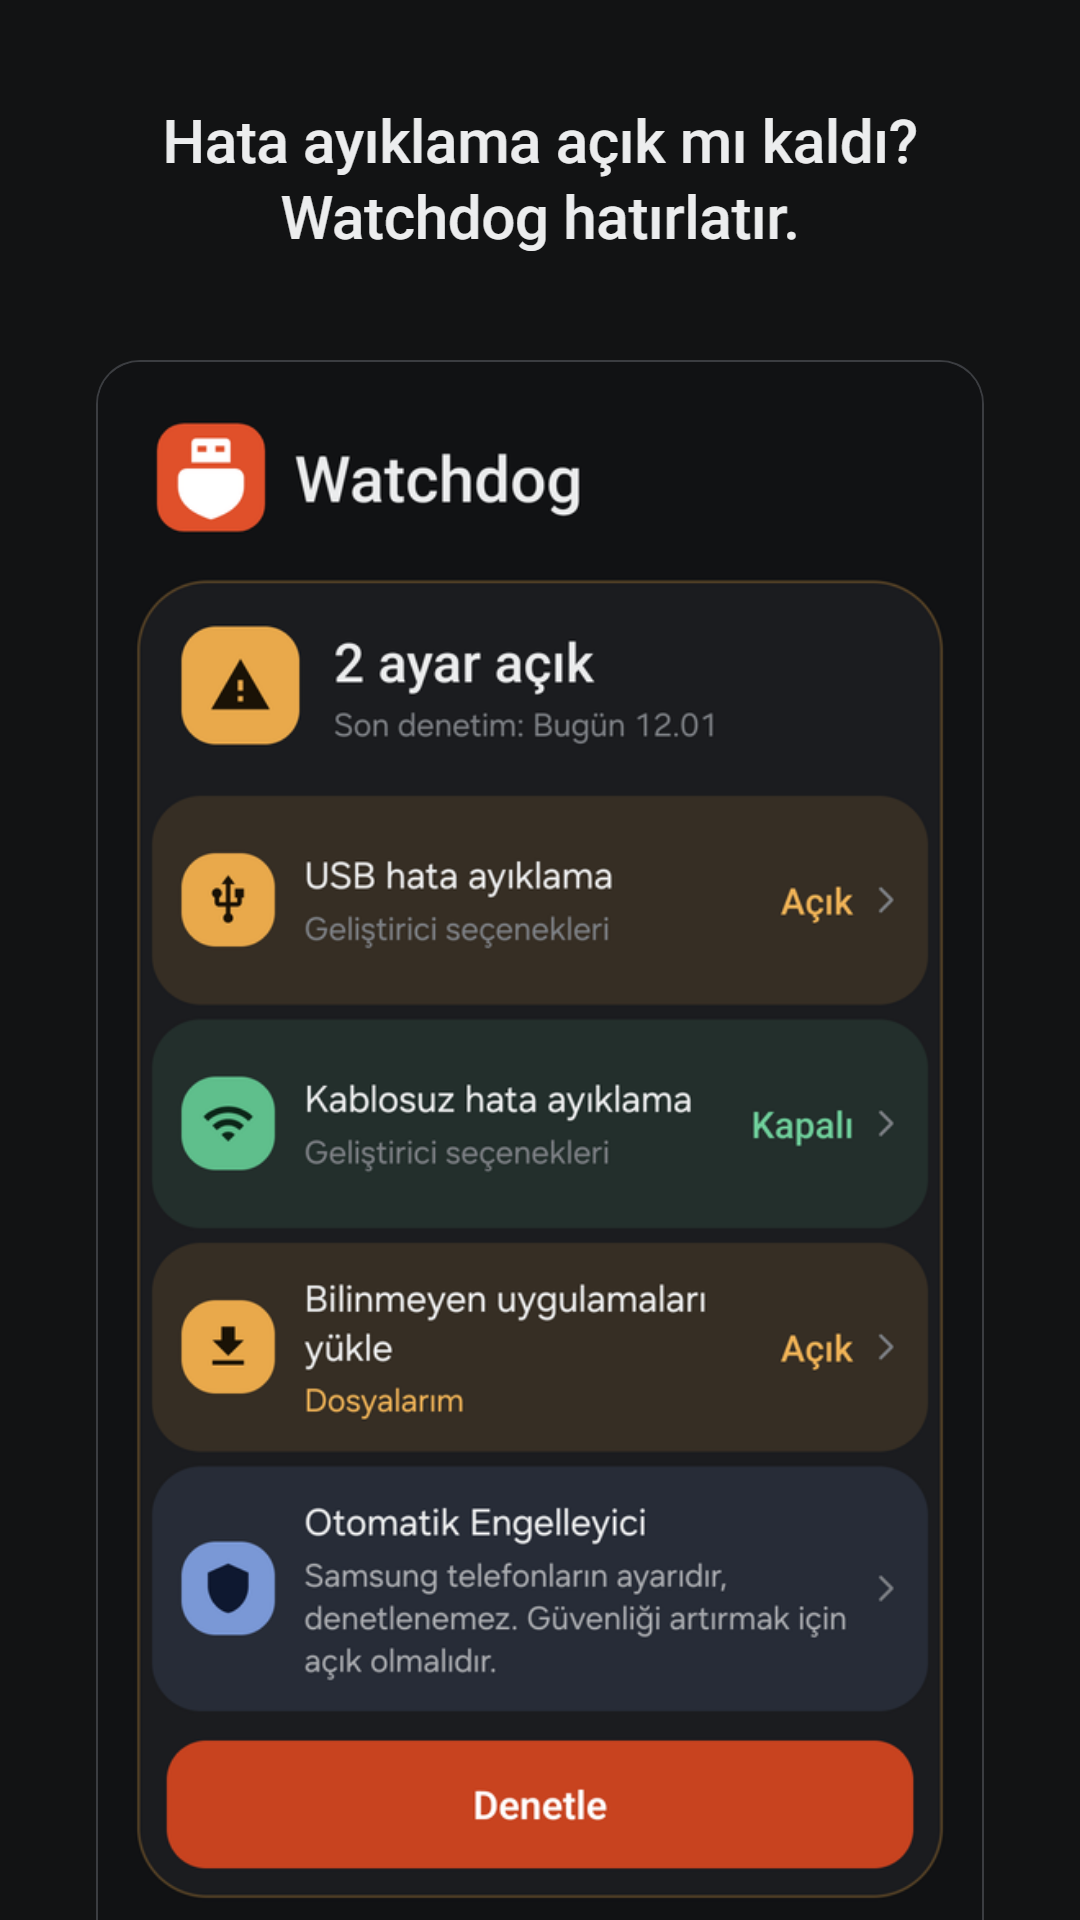 Hata ayıklama açık mı kaldı?
Watchdog hatırlatır.
Watchdog
2 ayar açık
Son denetim: Bugün 12.01
USB hata ayıklama
Geliştirici seçenekleri
Açık
Kablosuz hata ayıklama
Geliştirici seçenekleri
Kapalı
Bilinmeyen uygulamaları
yükle
Dosyalarım
Açık
Otomatik Engelleyici
Samsung telefonların ayarıdır,
denetlenemez. Güvenliği artırmak için
açık olmalıdır.
Denetle